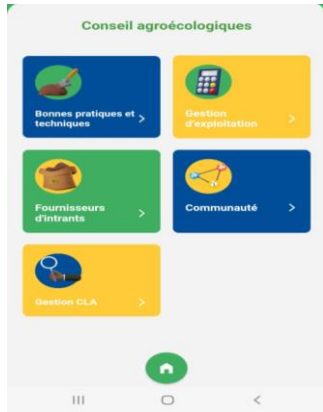 Conseil agroécologiques
Bonnes pratiques et
techniques
Gestion
d'exploitation
Fournisseurs
d'intrants
Communauté
Gestion CLA